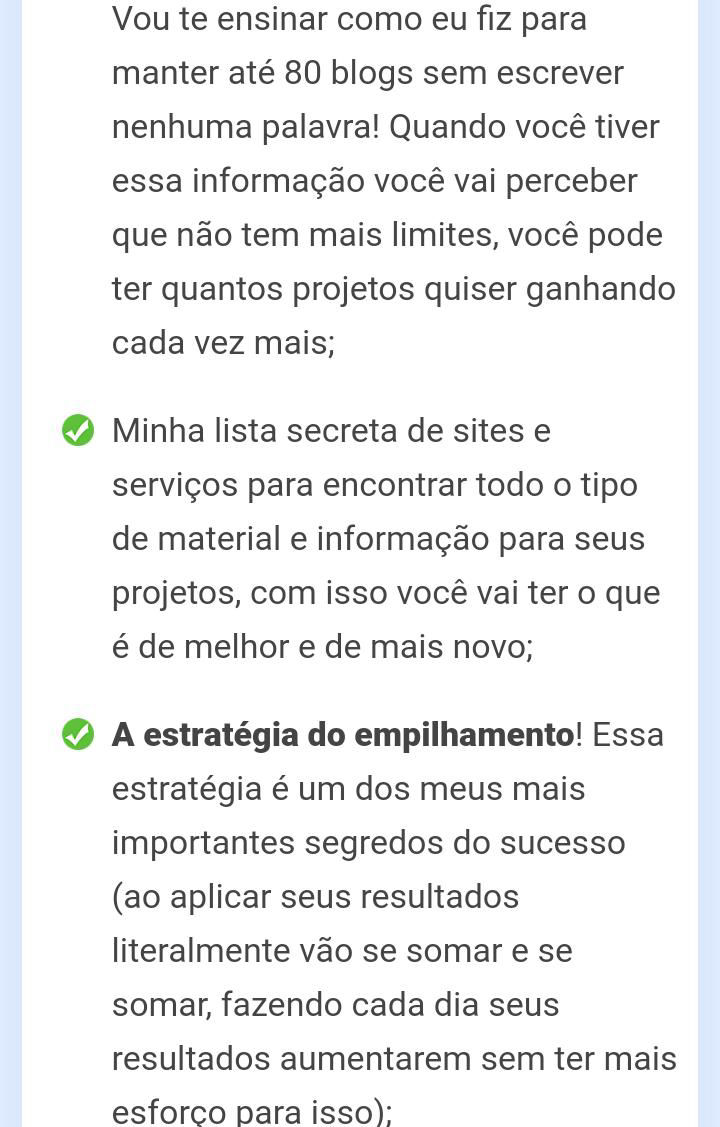 Vou te ensinar como eu fiz para
manter até 80 blogs sem escrever
nenhuma palavra! Quando você tiver
essa informação você vai perceber
que não tem mais limites, você pode
ter quantos projetos quiser ganhando
cada vez mais;
Minha lista secreta de sites e
serviços para encontrar todo o tipo
de material e informação para seus
projetos, com isso você vai ter o que
é de melhor e de mais novo;
A estratégia do empilhamento! Essa
estratégia é um dos meus mais
importantes segredos do sucesso
(ao aplicar seus resultados
literalmente vão se somar e se
somar, fazendo cada dia seus
resultados aumentarem sem ter mais
esforço para isso);